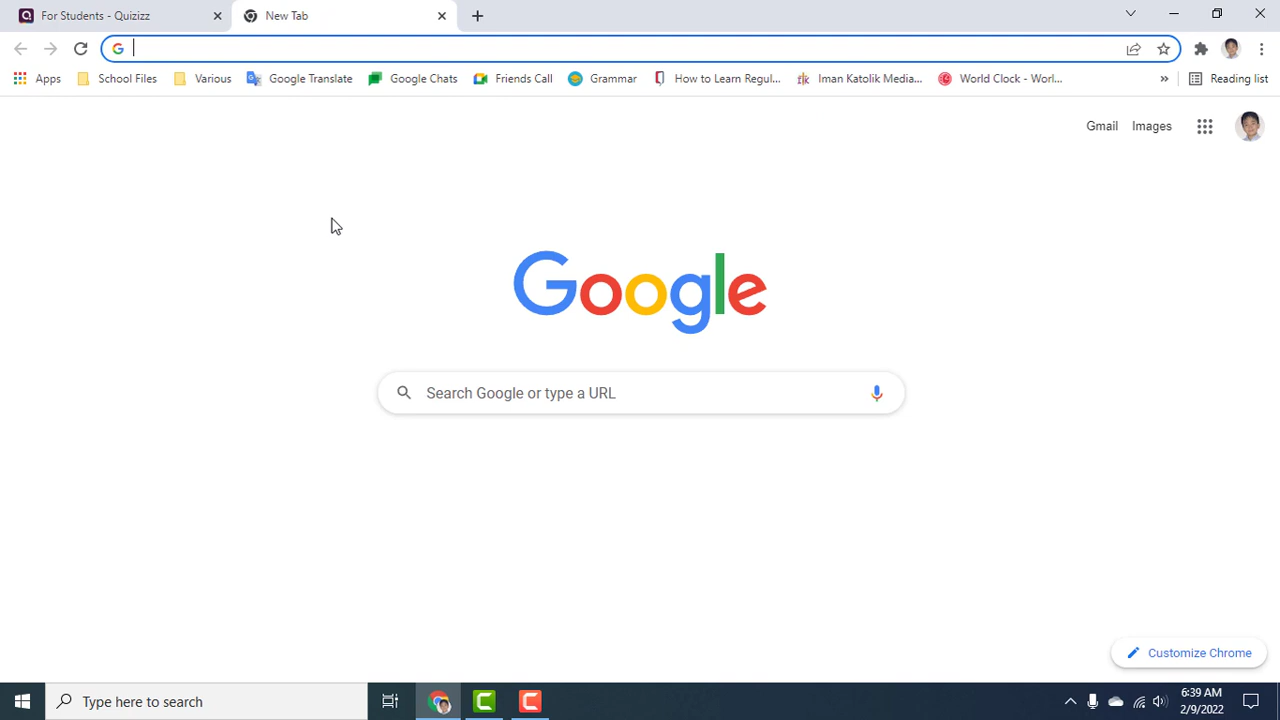 For Students - Quizizz
New Tab
Apps School Files Various Google Translate Google Chats Friends Call Grammar How to Learn Regul... Iman Katolik Media... World Clock - Worl... » Reading list
Gmail Images
Google
Search Google or type a URL
Customize Chrome
Type here to search
6:39 AM
2/9/2022